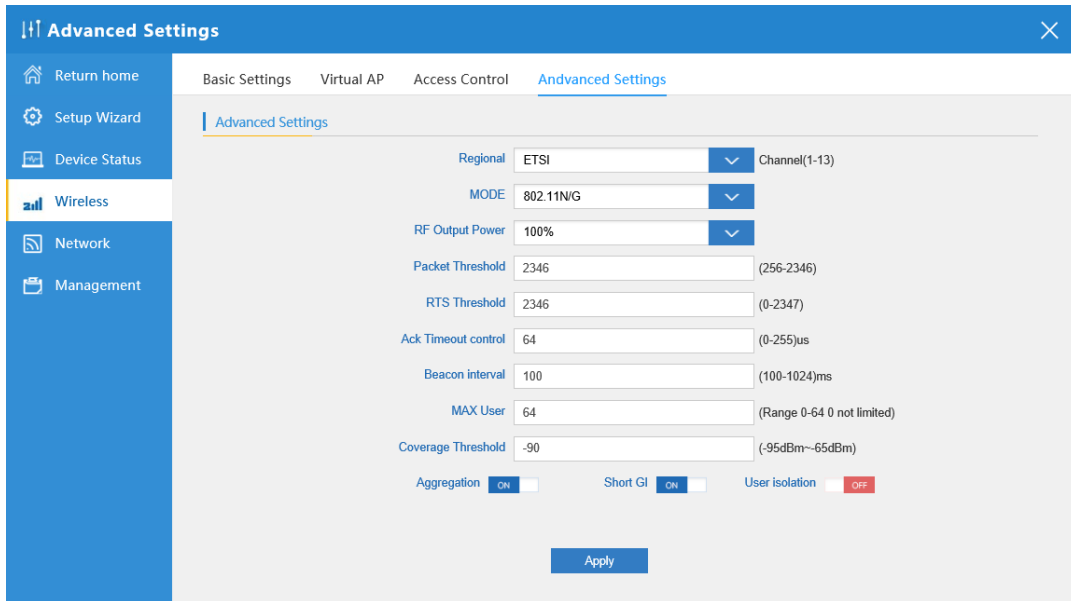 Advanced Settings
Return home
Setup Wizard
Device Status
Wireless
Network
Management
Basic Settings Virtual AP Access Control Andvanced Settings
Advanced Settings
Regional ETSI Channel(1-13)
MODE 802.11N/G
RF Output Power 100%
Packet Threshold 2346 (256-2346)
RTS Threshold 2346 (0-2347)
Ack Timeout control 64 (0-255)us
Beacon interval 100 (100-1024)ms
MAX User 64 (Range 0-64 0 not limited)
Coverage Threshold -90 (-95dBm~-65dBm)
Aggregation ON Short GI ON User isolation OFF
Apply